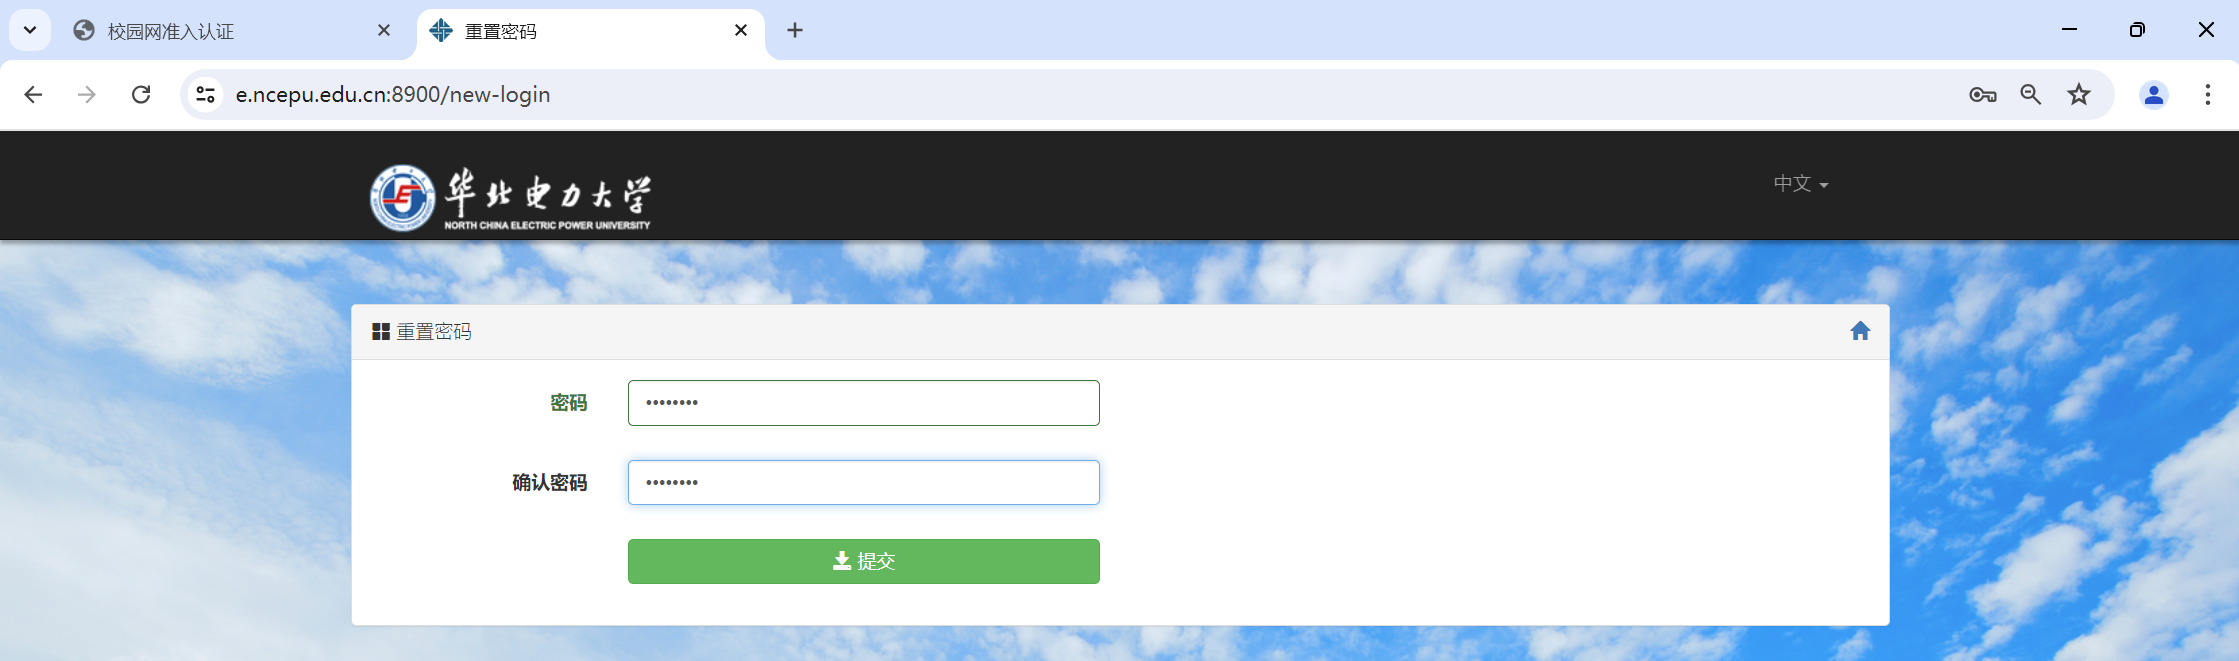 校园网准入认证
重置密码
e.ncepu.edu.cn:8900/new-login
华北电力大学
NORTH CHINA ELECTRIC POWER UNIVERSITY
中文
重置密码
密码
••••••••
确认密码
••••••••
提交